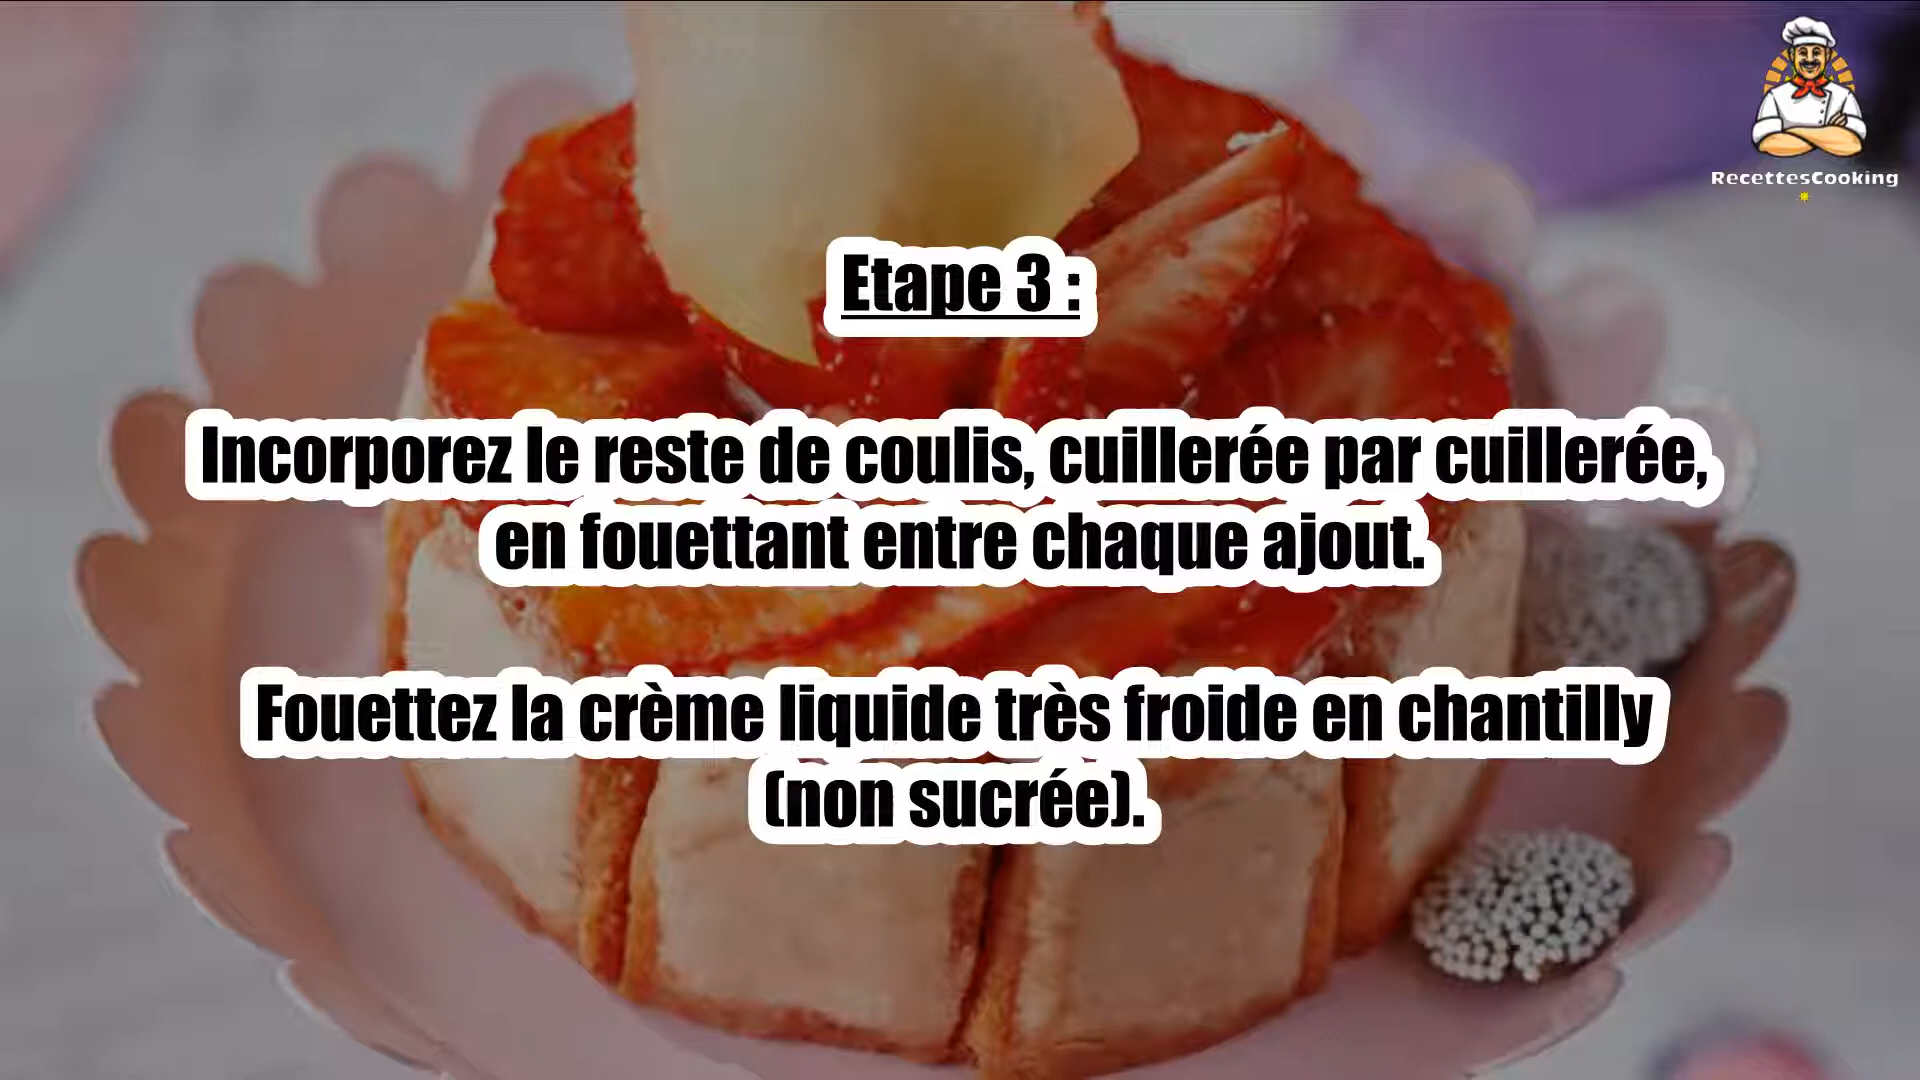 RecettesCooking
Etape 3 :
Incorporez le reste de coulis, cuillerée par cuillerée,
en fouettant entre chaque ajout.
Fouettez la crème liquide très froide en chantilly
(non sucrée).